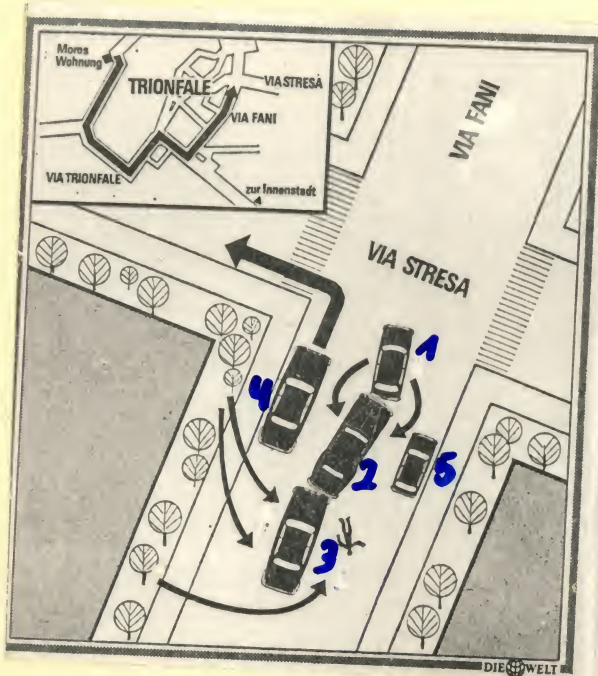 Moros
Wohnung
TRIONFALE
VIA STRESA
VIA FANI
VIA TRIONFALE
zur Innenstadt
VIA FANI
VIA STRESA
1
4
2
5
3
DIE WELT